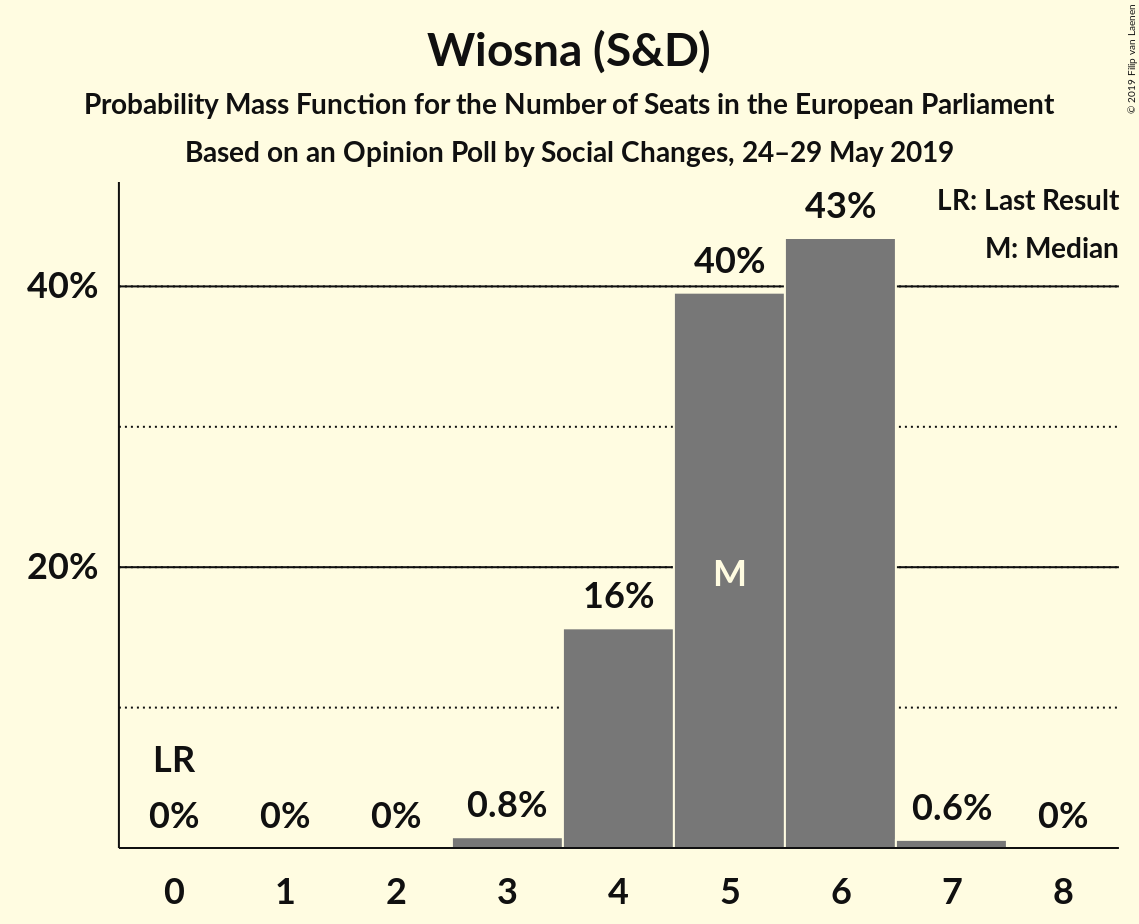 Wiosna (S&D)
Probability Mass Function for the Number of Seats in the European Parliament
Based on an Opinion Poll by Social Changes, 24–29 May 2019
© 2019 Filip van Laenen
LR: Last Result
M: Median
40%
20%
LR
0%
0%
0%
0.8%
16%
40%
M
43%
0.6%
0%
0
1
2
3
4
5
6
7
8